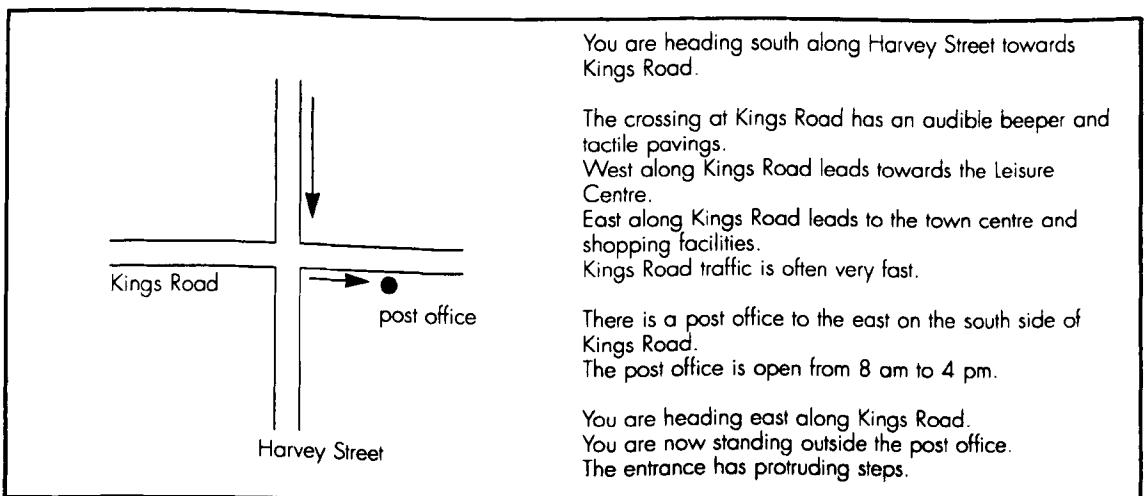 You are heading south along Harvey Street towards
Kings Road.
The crossing at Kings Road has an audible beeper and
tactile pavings.
West along Kings Road leads towards the Leisure
Centre.
East along Kings Road leads to the town centre and
shopping facilities.
Kings Road traffic is often very fast.
There is a post office to the east on the south side of
Kings Road.
The post office is open from 8 am to 4 pm.
You are heading east along Kings Road.
You are now standing outside the post office.
The entrance has protruding steps.
Kings Road
post office
Harvey Street